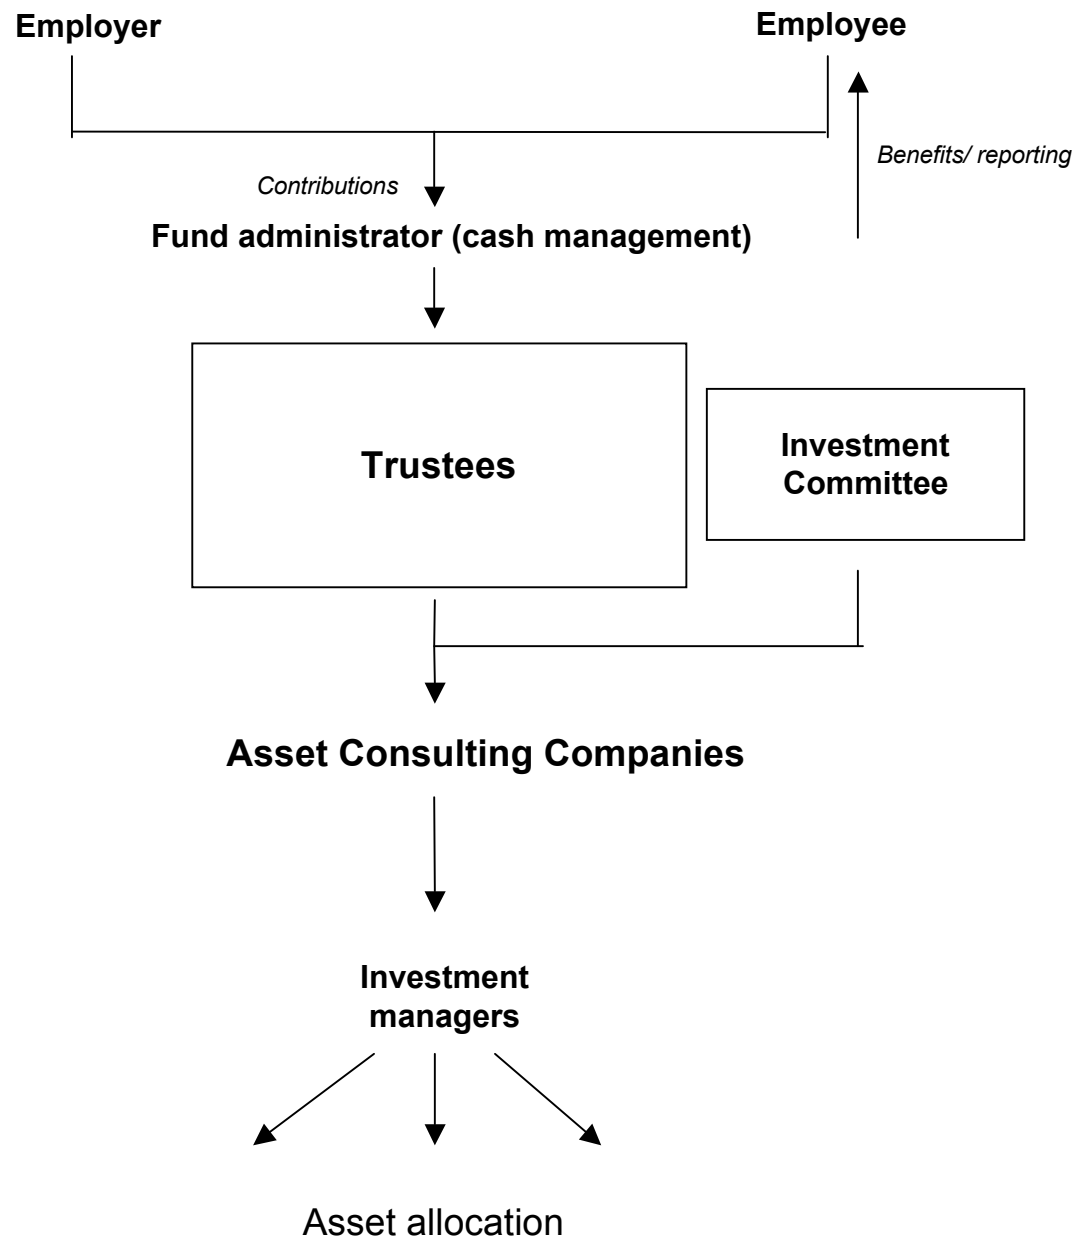 Employer
Employee
Benefits/ reporting
Contributions
Fund administrator (cash management)
Trustees
Investment
Committee
Asset Consulting Companies
Investment
managers
Asset allocation